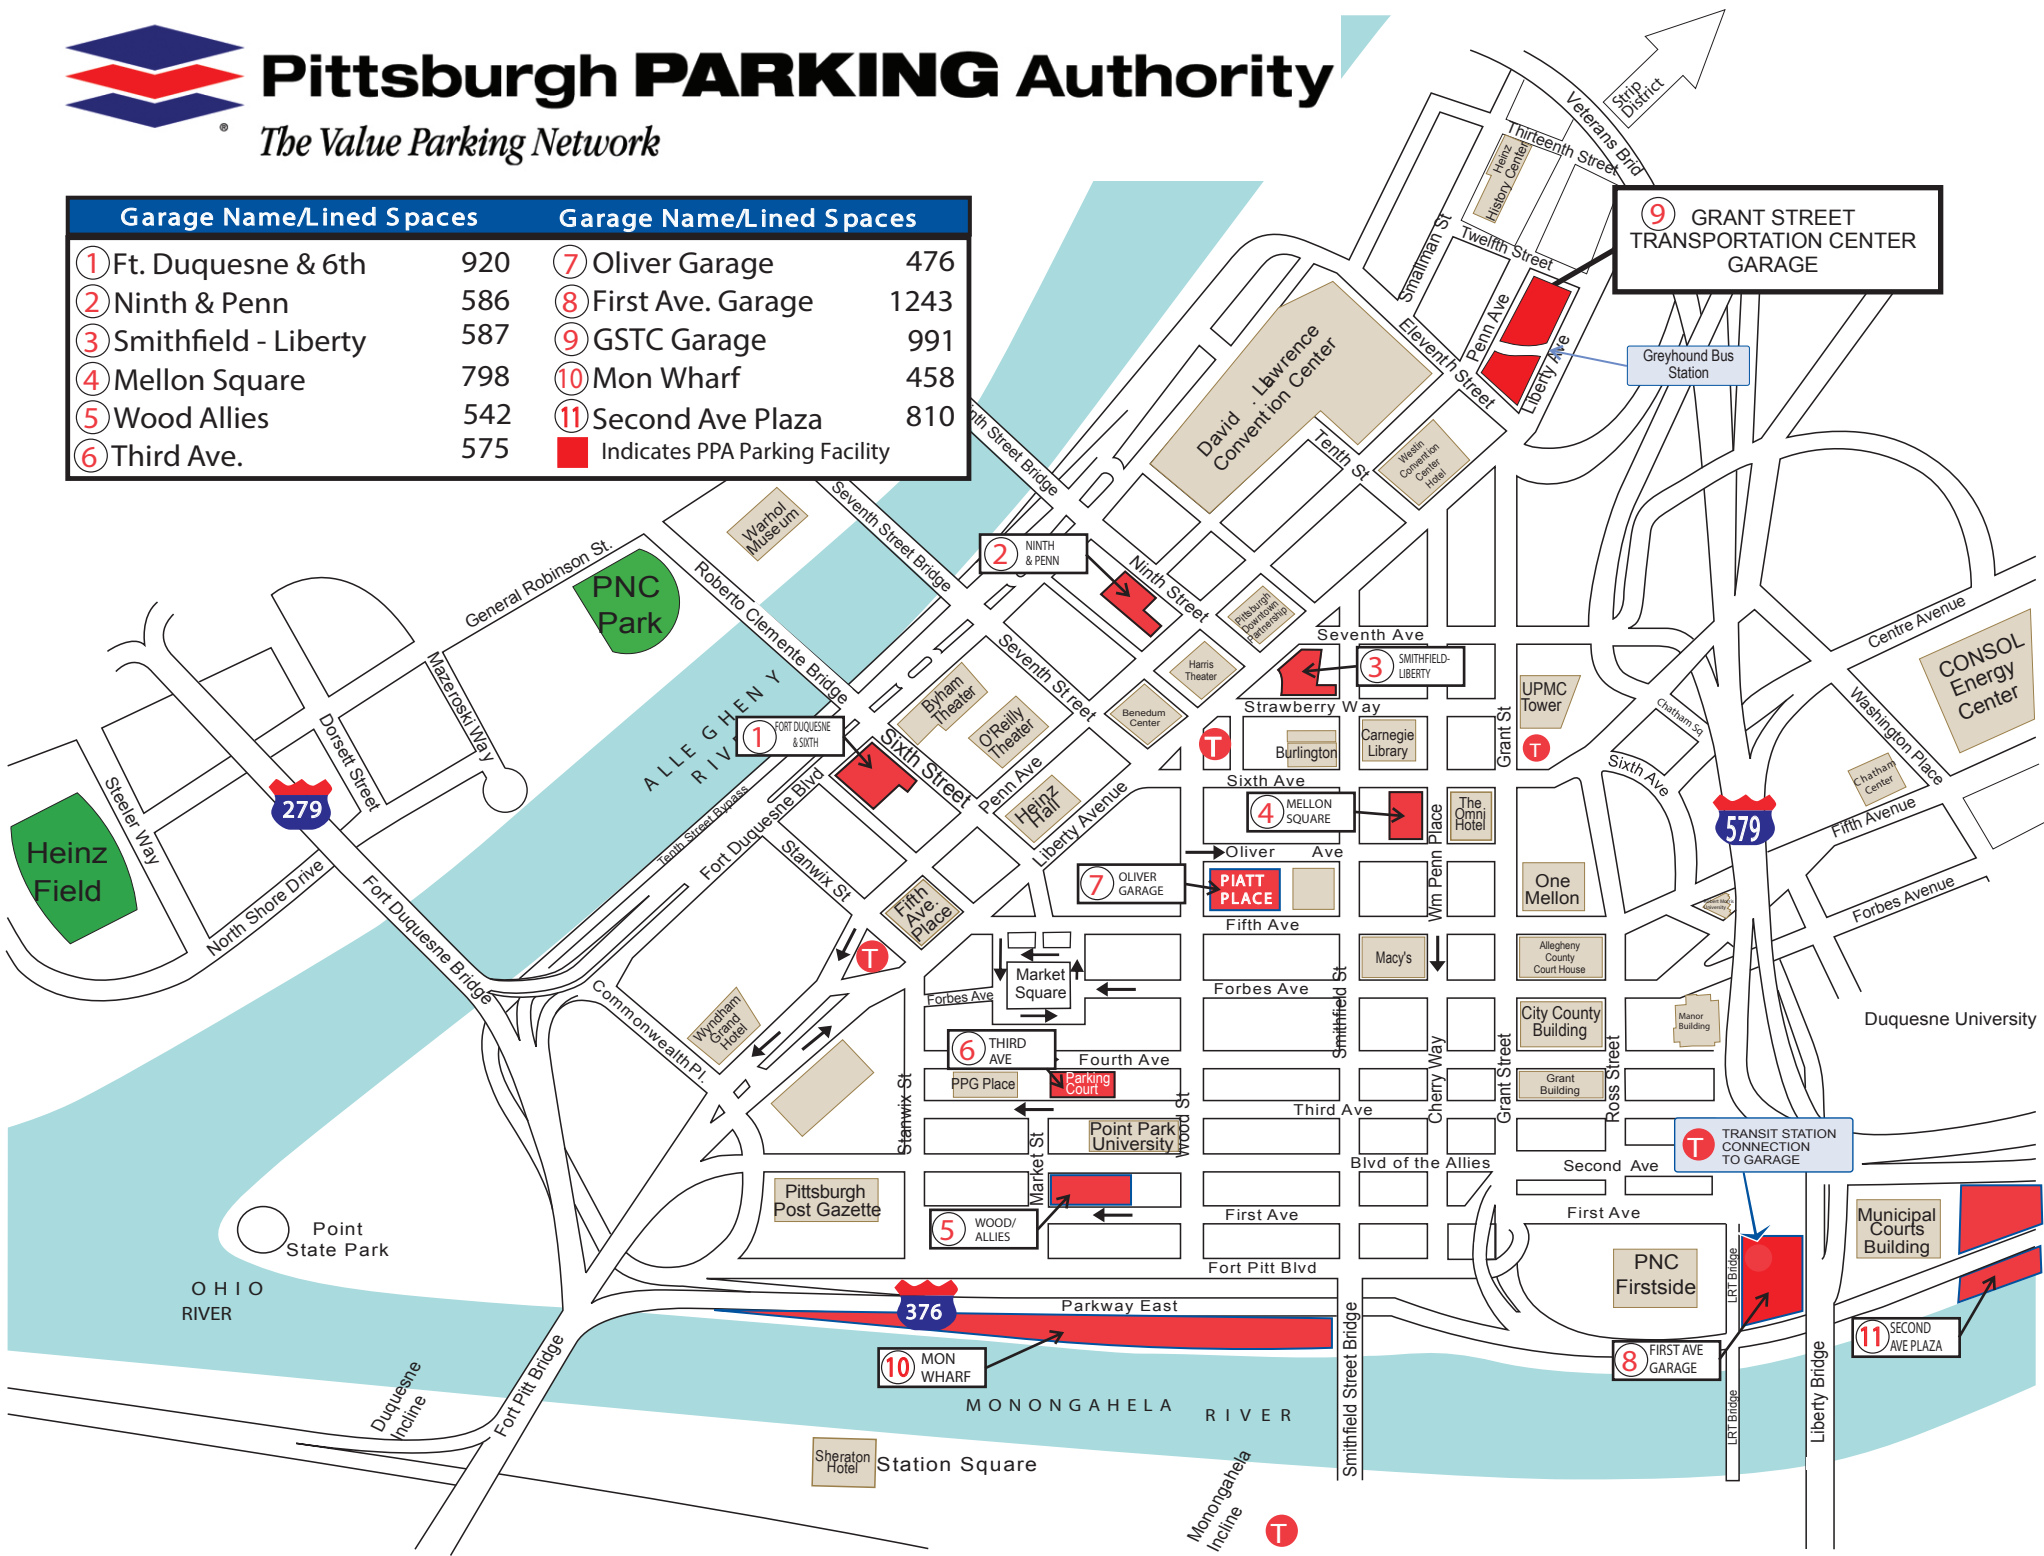 Pittsburgh PARKING Authority
®
The Value Parking Network
Garage Name/Lined Spaces
1 Ft. Duquesne & 6th 920
2 Ninth & Penn 586
3 Smithfield - Liberty 587
4 Mellon Square 798
5 Wood Allies 542
6 Third Ave. 575
Garage Name/Lined Spaces
7 Oliver Garage 476
8 First Ave. Garage 1243
9 GSTC Garage 991
10 Mon Wharf 458
11 Second Ave Plaza 810
Indicates PPA Parking Facility
Strip
District
Veterans Brid
Thirteenth Street
Heinz
History Center
Twelfth Street
Smallman St
9 GRANT STREET
TRANSPORTATION CENTER
GARAGE
Penn Ave
Liberty Ave
Eleventh Street
Greyhound Bus
Station
David . Llawrence
Convention Center
Tenth St
Westin
Convention
Center
Hotel
inth Street Bridge
Seventh Street Bridge
Warhol
Museum
2 NINTH
& PENN
Ninth Street
Pittsburgh
Downtown
Partnership
General Robinson St.
PNC
Park
Roberto Clemente Bridge
Seventh Street
Seventh Ave
3 SMITHFIELD-
LIBERTY
Harris
Theater
Centre Avenue
CONSOL
Energy
Center
Mazeroski Way
ALLEGHENY
RIV
Byham
Theater
O'Reilly
Theater
Benedum
Center
Strawberry Way
UPMC
Tower
Chatham Sq
Washington Place
Dorsett Street
1 FORT DUQUESNE
& SIXTH
Sixth Street
T
Burlington
Carnegie
Library
Grant St
T
Sixth Ave
Chatham
Center
Steeler Way
279
Tenth Street Bypass
Fort Duquesne Blvd
Penn Ave
Heinz
Hall
Liberty Avenue
Sixth Ave
4 MELLON
SQUARE
Wm Penn Place
The
Omni
Hotel
579
Fifth Avenue
Heinz
Field
North Shore Drive
Fort Duquesne Bridge
Stanwix St
Fifth
Ave.
Place
Oliver Ave
7 OLIVER
GARAGE
PIATT
PLACE
One
Mellon
Forbes Avenue
Fifth Ave
T
Market
Square
Macy's
Allegheny
County
Court House
Forbes Ave
Forbes Ave
Commonwealth Pl.
Wyndham
Grand
Hotel
Smithfield St
City County
Building
Manor
Building
Duquesne University
6 THIRD
AVE
Fourth Ave
PPG Place
Parking
Court
Stanwix St
Wood St
Cherry Way
Grant Street
Grant
Building
Ross Street
Third Ave
Point Park
University
Market St
Blvd of the Allies
Second Ave
T TRANSIT STATION
CONNECTION
TO GARAGE
Pittsburgh
Post Gazette
5 WOOD/
ALLIES
First Ave
First Ave
Municipal
Courts
Building
Point
State Park
Fort Pitt Blvd
PNC
Firstside
LRT Bridge
OHIO
RIVER
376
Parkway East
10 MON
WHARF
Smithfield Street Bridge
8 FIRST AVE
GARAGE
11 SECOND
AVE PLAZA
Duquesne
Incline
Fort Pitt Bridge
MONONGAHELA
RIVER
LRT Bridge
Liberty Bridge
Sheraton
Hotel
Station Square
Monongahela
Incline
T